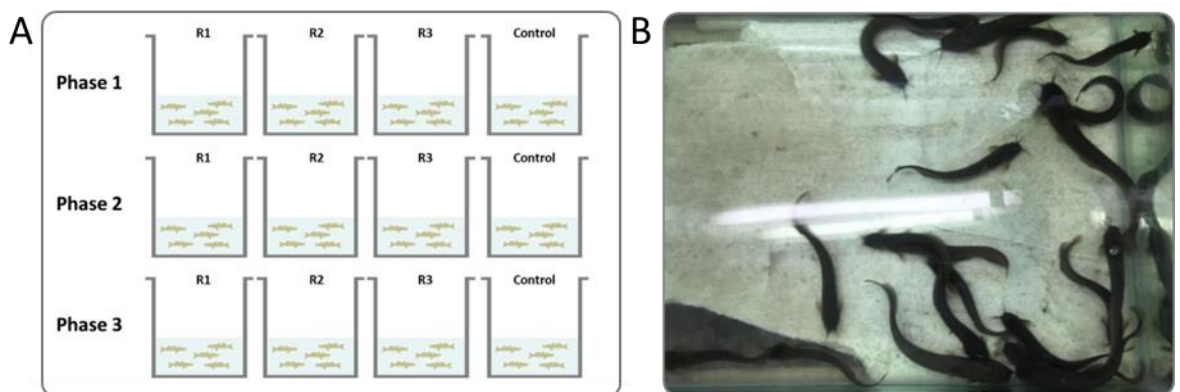 A
B
R1 R2 R3 Control
Phase 1
R1 R2 R3 Control
Phase 2
R1 R2 R3 Control
Phase 3